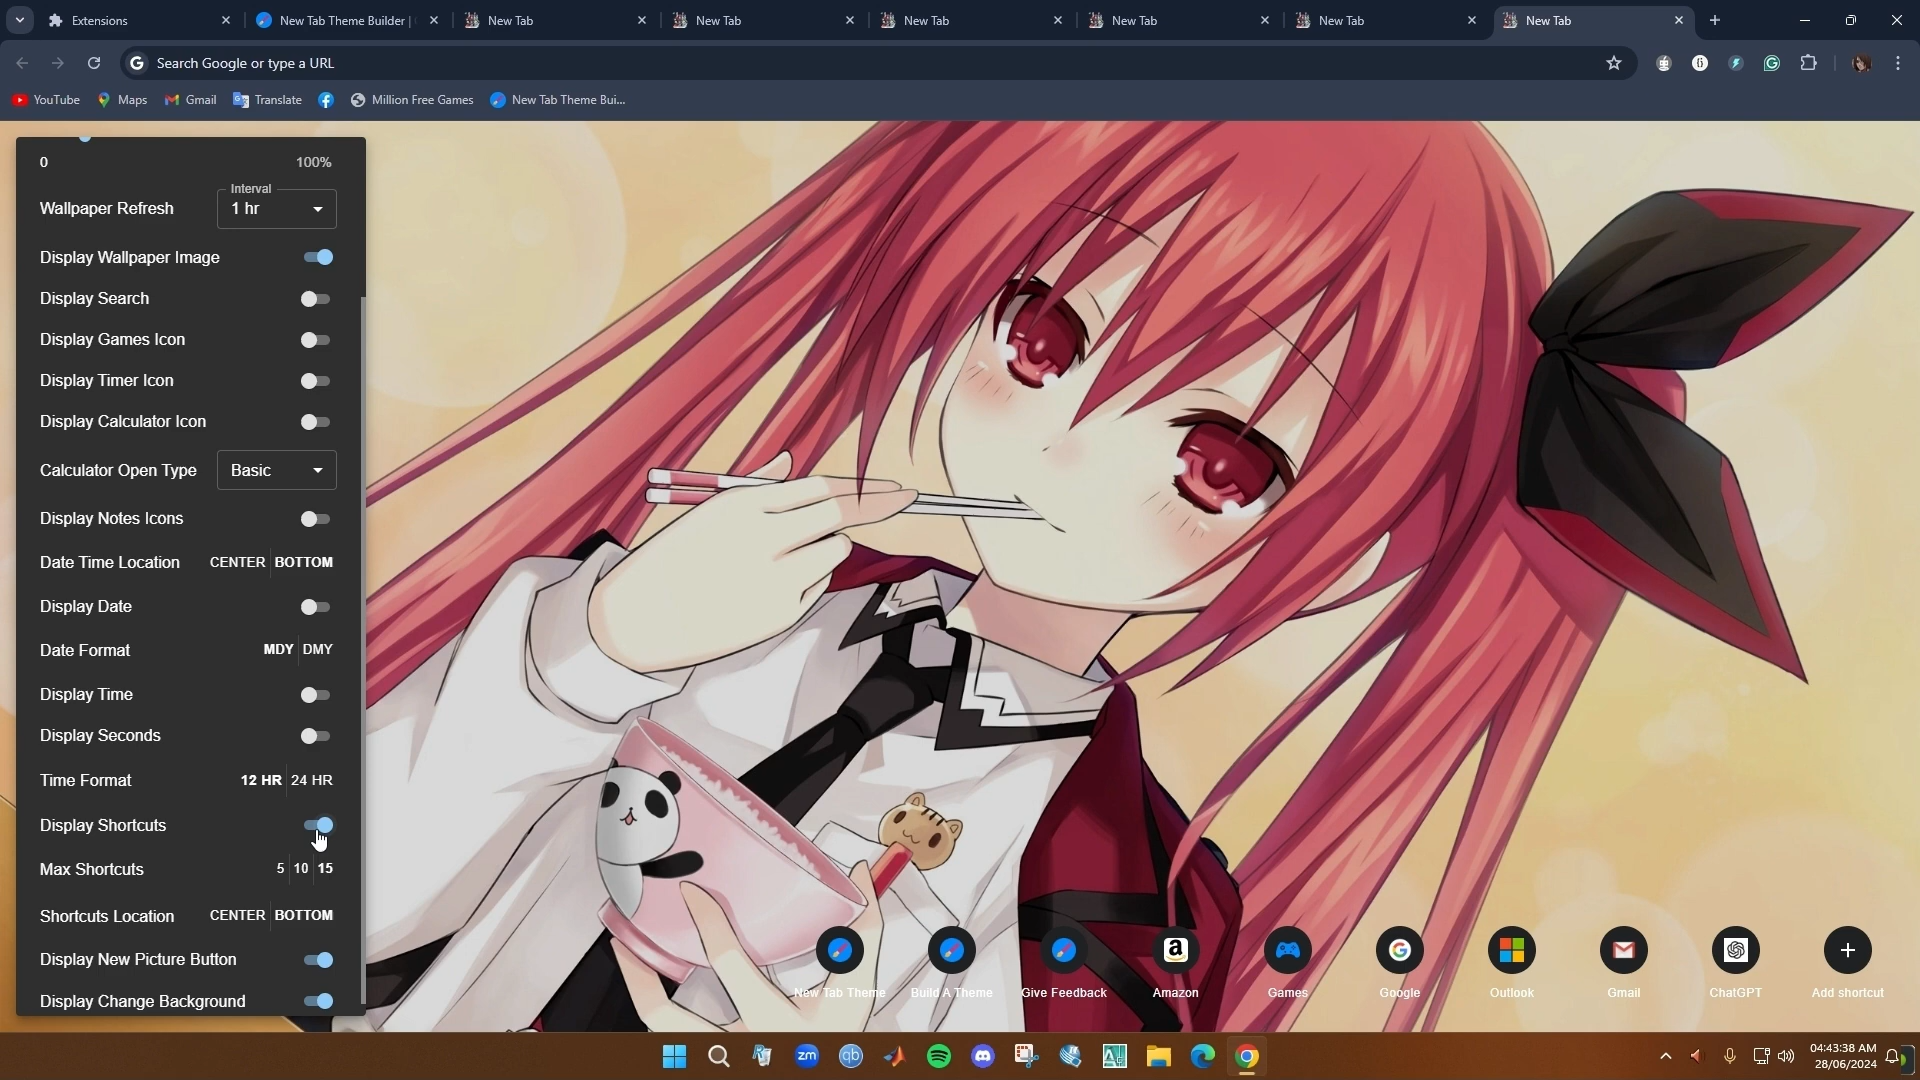 Extensions
New Tab Theme Builder |
New Tab
New Tab
New Tab
New Tab
New Tab
New Tab
Search Google or type a URL
YouTube
Maps
Gmail
Translate
Million Free Games
New Tab Theme Bui...
0 100%
Interval
Wallpaper Refresh 1 hr
Display Wallpaper Image
Display Search
Display Games Icon
Display Timer Icon
Display Calculator Icon
Calculator Open Type Basic
Display Notes Icons
Date Time Location CENTER BOTTOM
Display Date
Date Format MDY DMY
Display Time
Display Seconds
Time Format 12 HR 24 HR
Display Shortcuts
Max Shortcuts 5 10 15
Shortcuts Location CENTER BOTTOM
Display New Picture Button
Display Change Background
New Tab Theme
Build A Theme
Give Feedback
Amazon
Games
Google
Outlook
Gmail
ChatGPT
Add shortcut
zm
qb
04:43:38 AM
28/06/2024